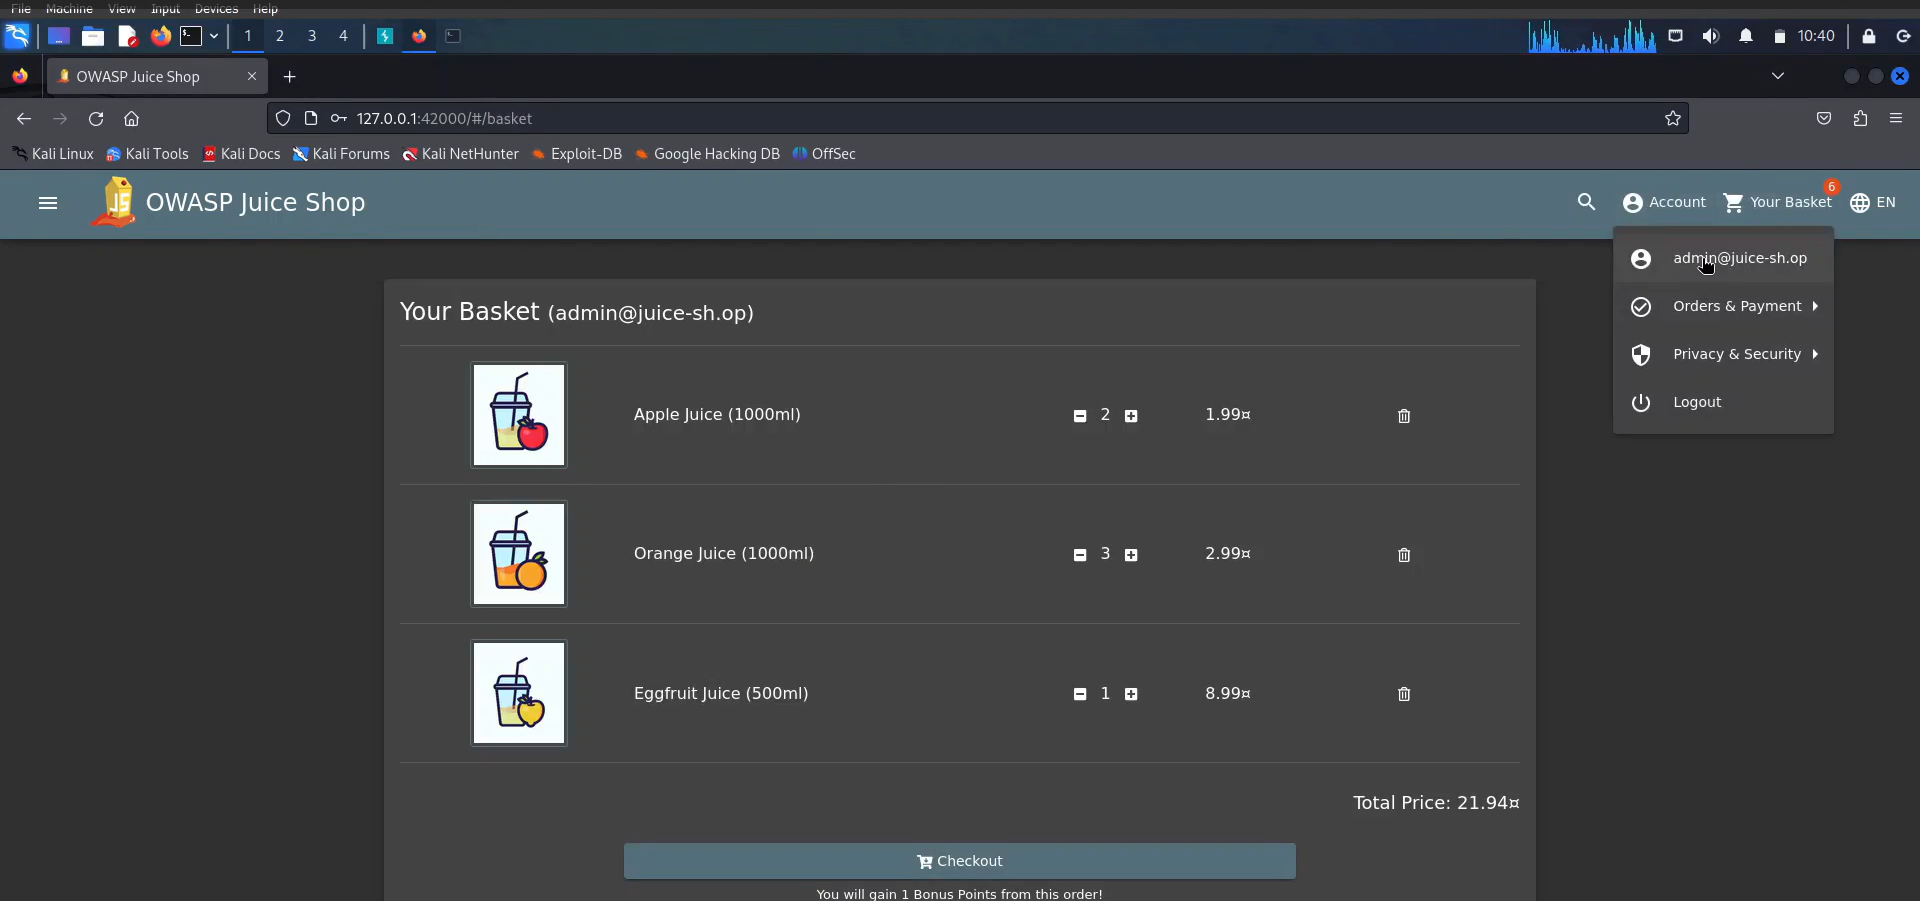 File Machine View Input Devices Help
1 2 3 4 10:40
OWASP Juice Shop
127.0.0.1:42000/#/basket
Kali Linux Kali Tools Kali Docs Kali Forums Kali NetHunter Exploit-DB Google Hacking DB OffSec
JS OWASP Juice Shop Account Your Basket 6 EN
admin@juice-sh.op
Orders & Payment
Privacy & Security
Logout
Your Basket (admin@juice-sh.op)
Apple Juice (1000ml) 2 1.99¤
Orange Juice (1000ml) 3 2.99¤
Eggfruit Juice (500ml) 1 8.99¤
Total Price: 21.94¤
Checkout
You will gain 1 Bonus Points from this order!